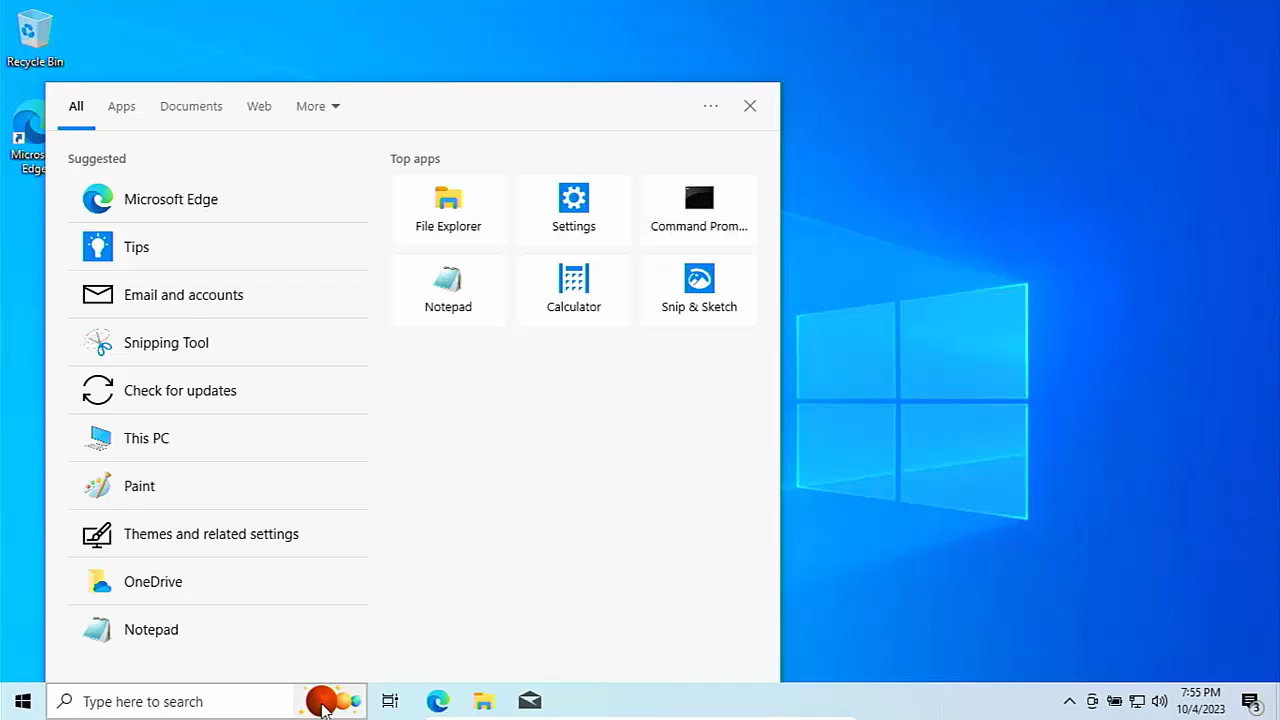 Recycle Bin
Edge
All Apps Documents Web More
Suggested
Microsoft Edge
Tips
Email and accounts
Snipping Tool
Check for updates
This PC
Paint
Themes and related settings
OneDrive
Notepad
Top apps
File Explorer Settings Command Prom...
Notepad Calculator Snip & Sketch
Type here to search
7:55 PM
10/4/2023
3